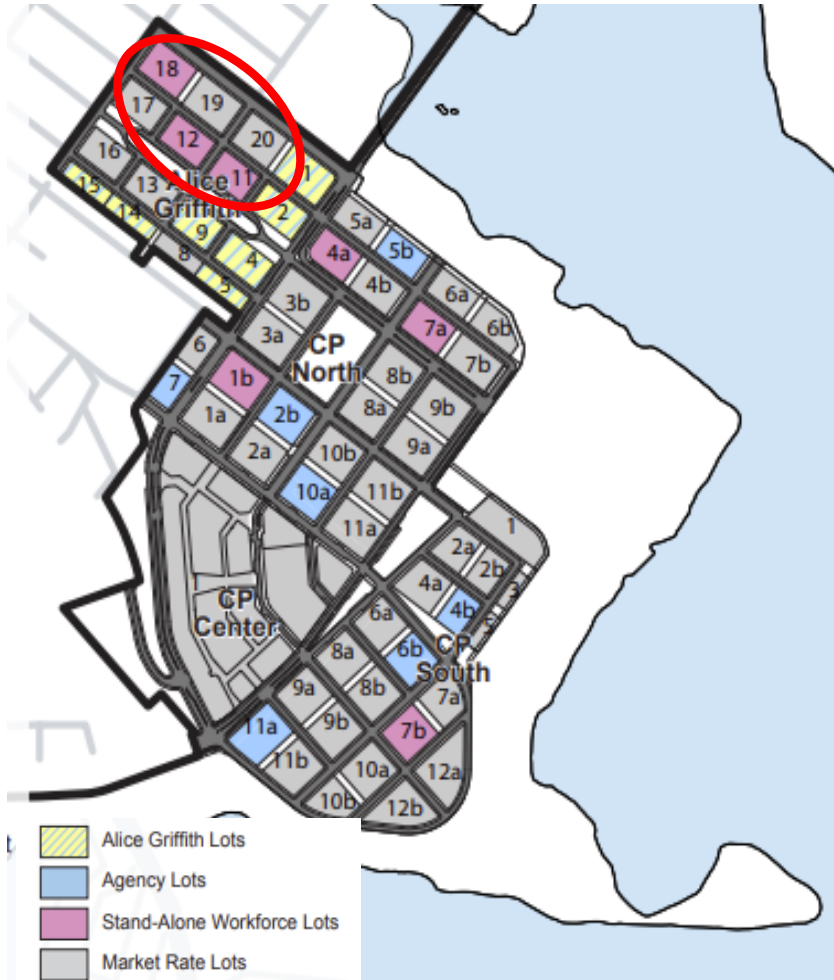 18
19
17
20
12
16
11
1
13
Alice
Griffith
15
14
2
9
8
4
5
5a
5b
4a
4b
6a
6b
7a
7b
3b
3a
CP
North
6
7
1b
1a
2b
2a
8b
8a
9b
9a
10b
10a
11b
11a
1
2a
2b
3
4a
4b
5
CP
Center
CP
South
6a
6b
8a
8b
7a
9a
9b
7b
11a
11b
10a
10b
12a
12b
Alice Griffith Lots
Agency Lots
Stand-Alone Workforce Lots
Market Rate Lots